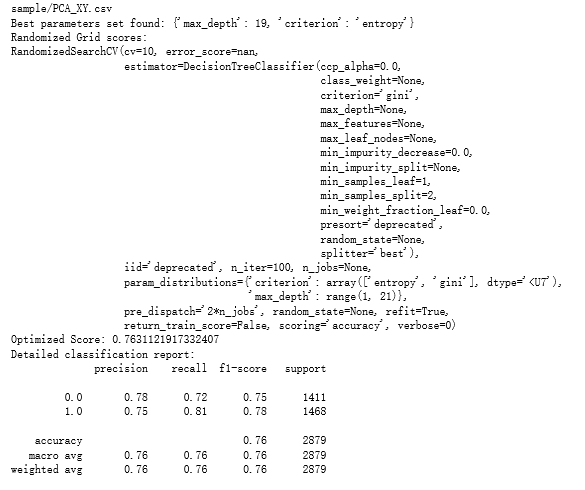 sample/PCA_XY.csv
Best parameters set found: {'max_depth': 19, 'criterion': 'entropy'}
Randomized Grid scores:
RandomizedSearchCV(cv=10, error_score=nan,
estimator=DecisionTreeClassifier(ccp_alpha=0.0,
class_weight=None,
criterion='gini',
max_depth=None,
max_features=None,
max_leaf_nodes=None,
min_impurity_decrease=0.0,
min_impurity_split=None,
min_samples_leaf=1,
min_samples_split=2,
min_weight_fraction_leaf=0.0,
presort='deprecated',
random_state=None,
splitter='best'),
iid='deprecated', n_iter=100, n_jobs=None,
param_distributions={'criterion': array(['entropy', 'gini'], dtype='<U7'),
'max_depth': range(1, 21)},
pre_dispatch='2*n_jobs', random_state=None, refit=True,
return_train_score=False, scoring='accuracy', verbose=0)
Optimized Score: 0.7631121917332407
Detailed classification report:
precision recall f1-score support
0.0 0.78 0.72 0.75 1411
1.0 0.75 0.81 0.78 1468
accuracy 0.76 2879
macro avg 0.76 0.76 0.76 2879
weighted avg 0.76 0.76 0.76 2879